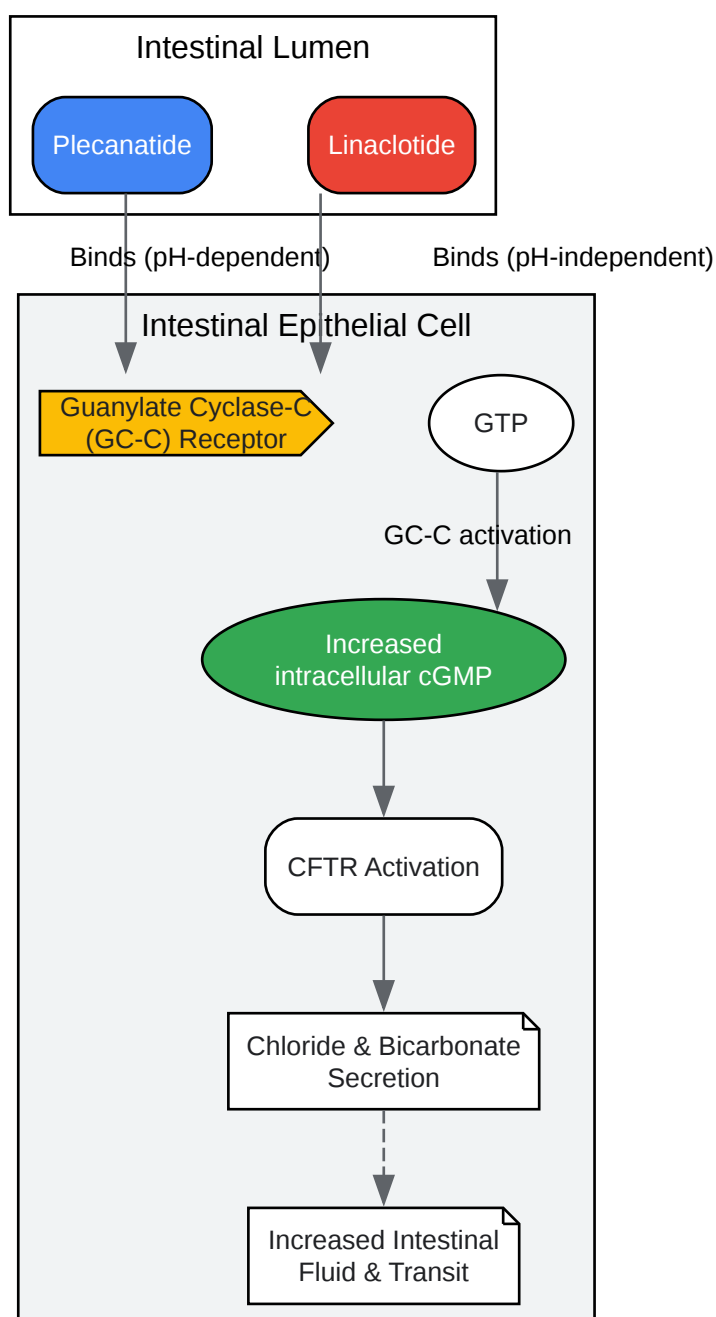 Intestinal Lumen
Plecanatide
Linaclotide
Binds (pH-dependent)
Binds (pH-independent)
Intestinal Epithelial Cell
Guanylate Cyclase-C
(GC-C) Receptor
GTP
GC-C activation
Increased
intracellular cGMP
CFTR Activation
Chloride & Bicarbonate
Secretion
Increased Intestinal
Fluid & Transit